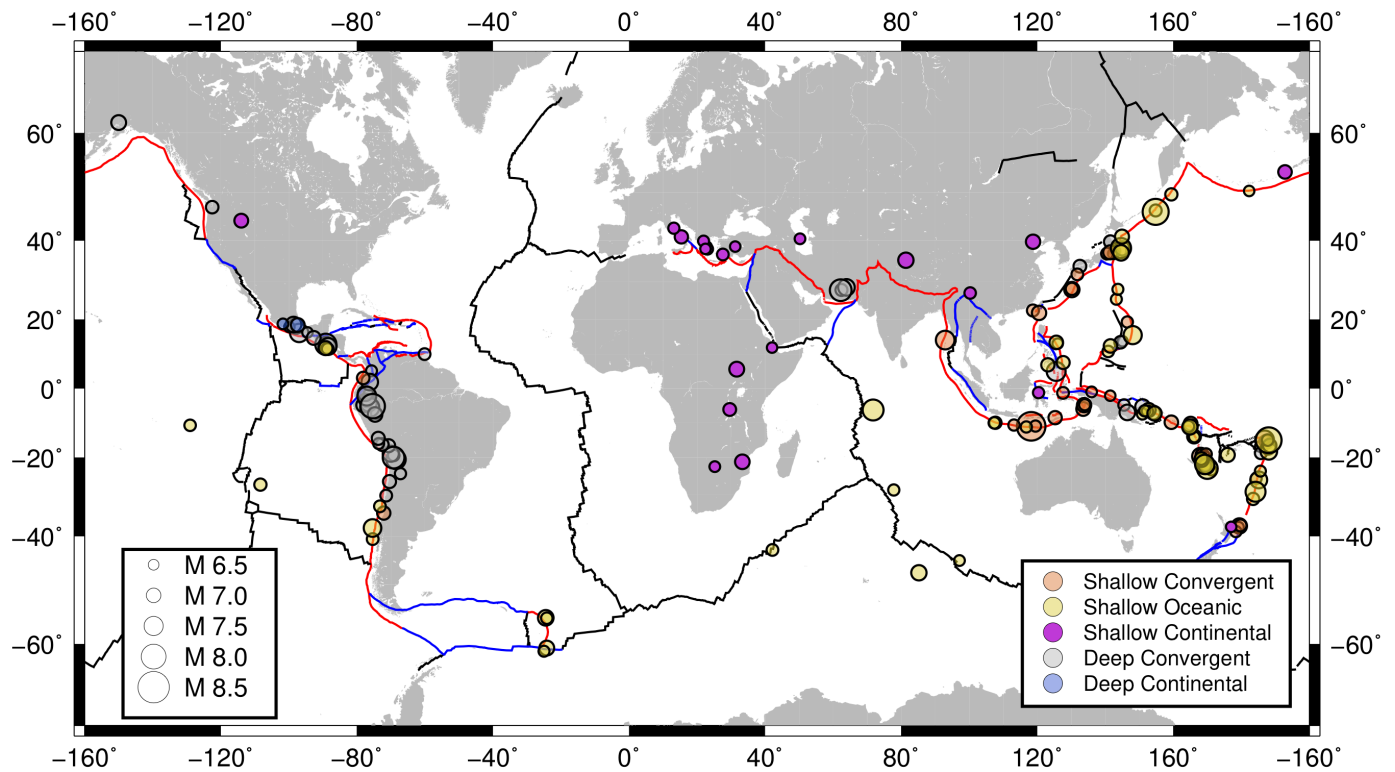 −160° −120° −80° −40° 0° 40° 80° 120° 160° −160°
60° 60°
40° 40°
20° 20°
0° 0°
−20° −20°
−40° −40°
M 6.5
M 7.0
M 7.5
M 8.0
M 8.5
Shallow Convergent
Shallow Oceanic
Shallow Continental
Deep Convergent
Deep Continental
−60° −60°
−160° −120° −80° −40° 0° 40° 80° 120° 160° −160°